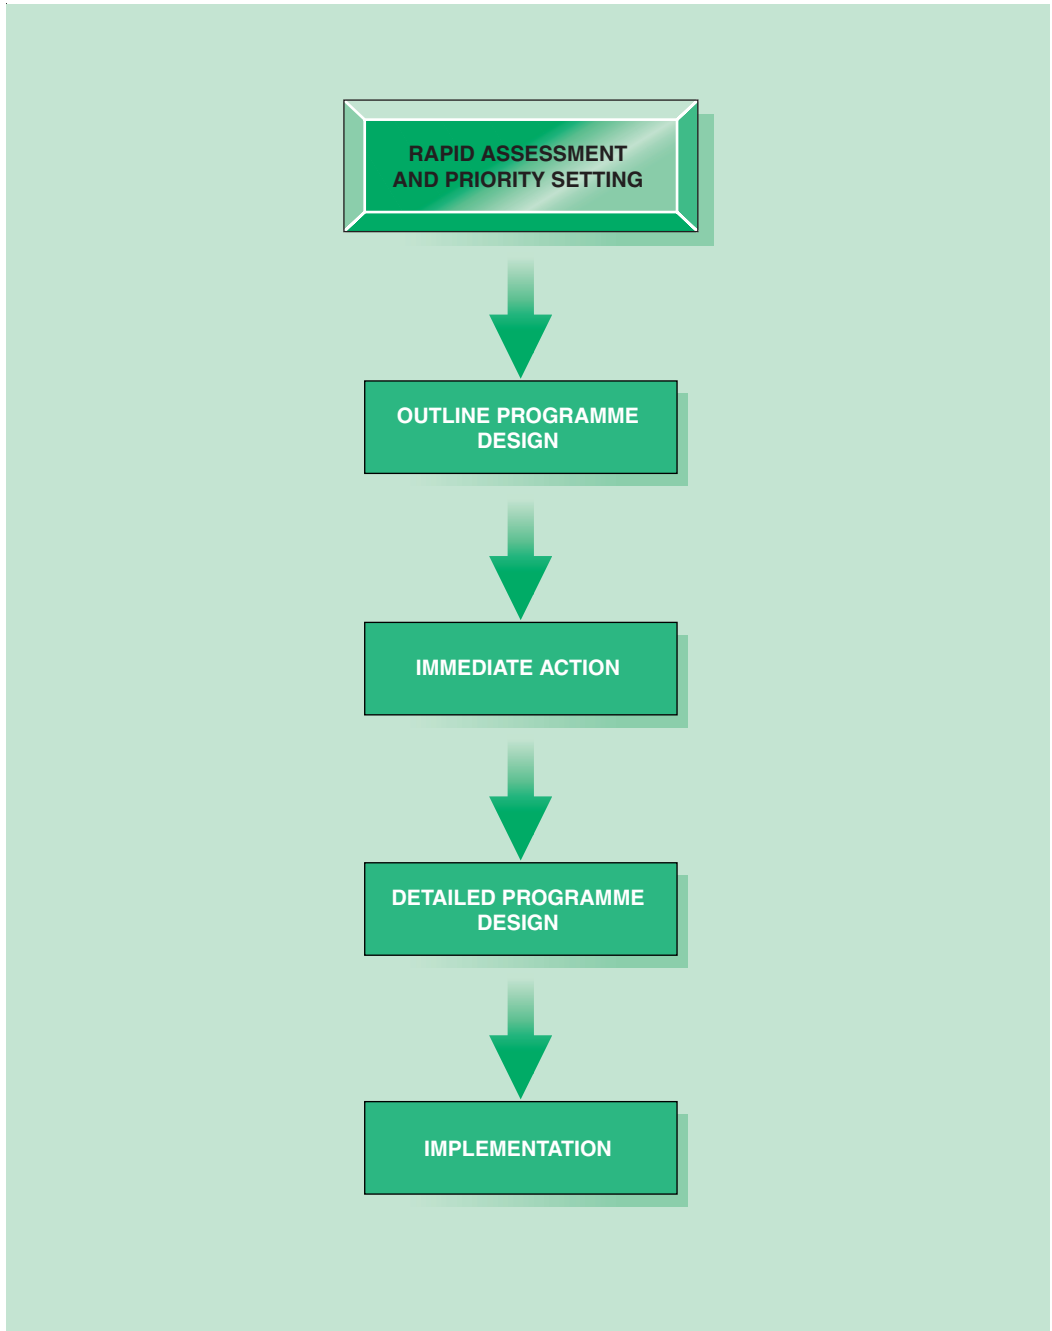 RAPID ASSESSMENT
AND PRIORITY SETTING
OUTLINE PROGRAMME
DESIGN
IMMEDIATE ACTION
DETAILED PROGRAMME
DESIGN
IMPLEMENTATION